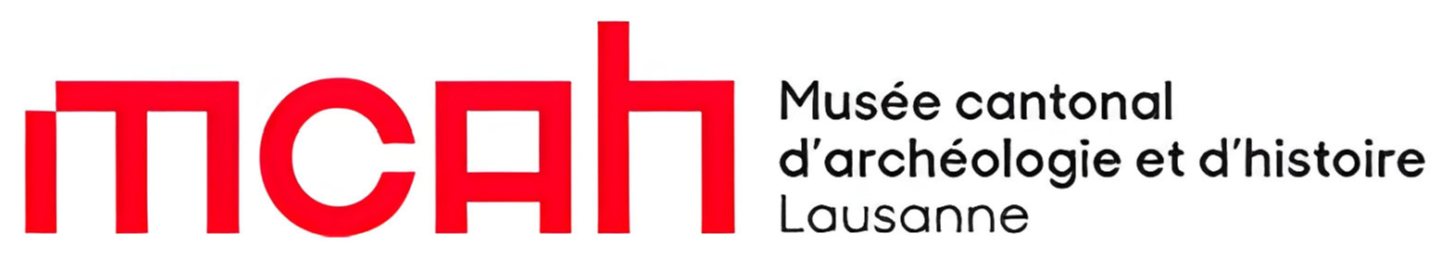 mcah
Musée cantonal
d'archéologie et d'histoire
Lausanne